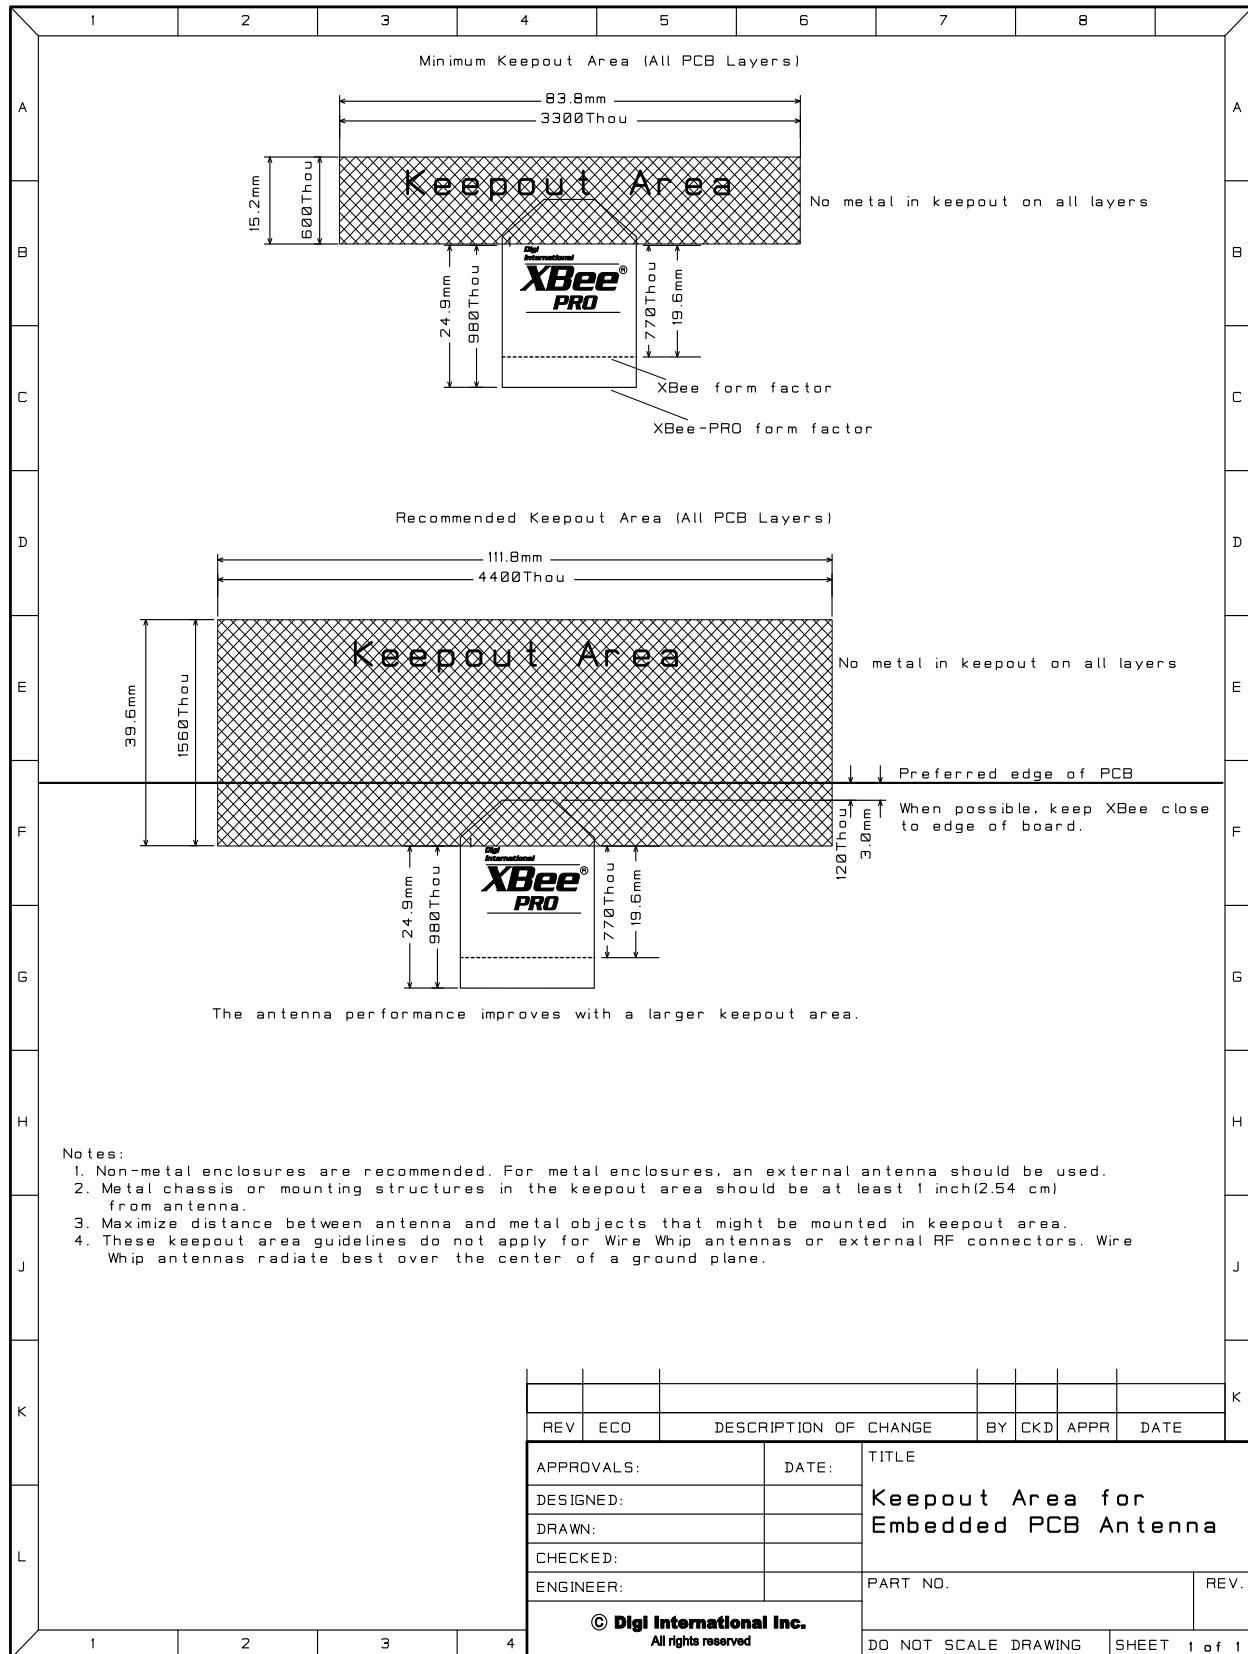 1 2 3 4 5 6 7 8
Minimum Keepout Area (All PCB Layers)
A A
83.8mm
3300Thou
Keepout Area
15.2mm
600Thou
No metal in keepout on all layers
B B
1
Digi
International
XBee®
PRO
24.9mm
980Thou
770Thou
19.6mm
XBee form factor
C C
XBee-PRO form factor
Recommended Keepout Area (All PCB Layers)
D D
111.8mm
4400Thou
Keepout Area
No metal in keepout on all layers
E E
39.6mm
1560Thou
Preferred edge of PCB
When possible, keep XBee close
to edge of board.
F F
120Thou
3.0mm
1
Digi
International
XBee®
PRO
24.9mm
980Thou
770Thou
19.6mm
G G
The antenna performance improves with a larger keepout area.
H H
Notes:
1. Non-metal enclosures are recommended. For metal enclosures, an external antenna should be used.
2. Metal chassis or mounting structures in the keepout area should be at least 1 inch(2.54 cm)
from antenna.
3. Maximize distance between antenna and metal objects that might be mounted in keepout area.
4. These keepout area guidelines do not apply for Wire Whip antennas or external RF connectors. Wire
Whip antennas radiate best over the center of a ground plane.
J J
K K
REV ECO DESCRIPTION OF CHANGE BY CKD APPR DATE
APPROVALS: DATE: TITLE
DESIGNED:
Keepout Area for
Embedded PCB Antenna
DRAWN:
L
CHECKED:
ENGINEER:
PART NO. REV.
© Digi International Inc.
All rights reserved
DO NOT SCALE DRAWING SHEET 1 of 1
1 2 3 4